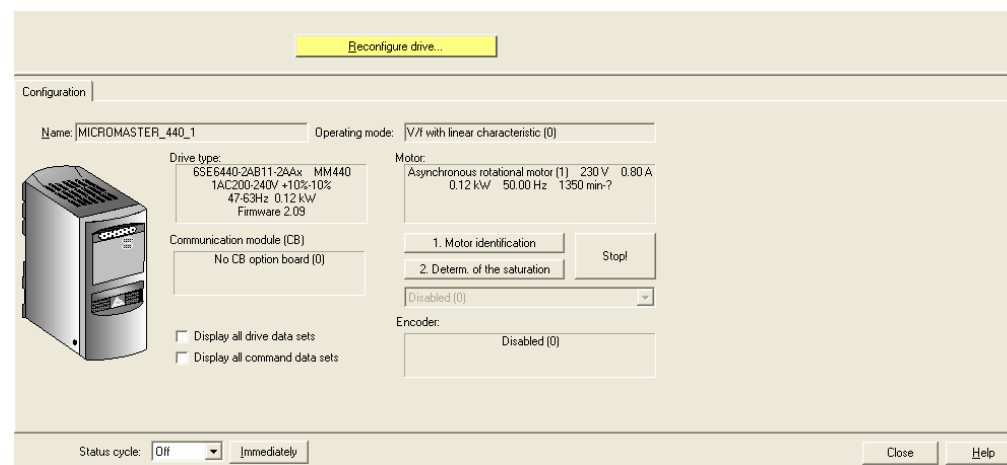 Reconfigure drive...
Configuration
Name: MICROMASTER_440_1
Operating mode: V/f with linear characteristic (0)
Drive type:
6SE6440-2AB11-2AAx MM440
1AC200-240V +10%-10%
47-63Hz 0.12 kW
Firmware 2.09
Motor:
Asynchronous rotational motor (1) 230 V 0.80 A
0.12 kW 50.00 Hz 1350 min-?
Communication module (CB)
No CB option board (0)
1. Motor identification
2. Determ. of the saturation
Stop!
Disabled (0)
Encoder:
Disabled (0)
Display all drive data sets
Display all command data sets
Status cycle: Off Immediately
Close Help